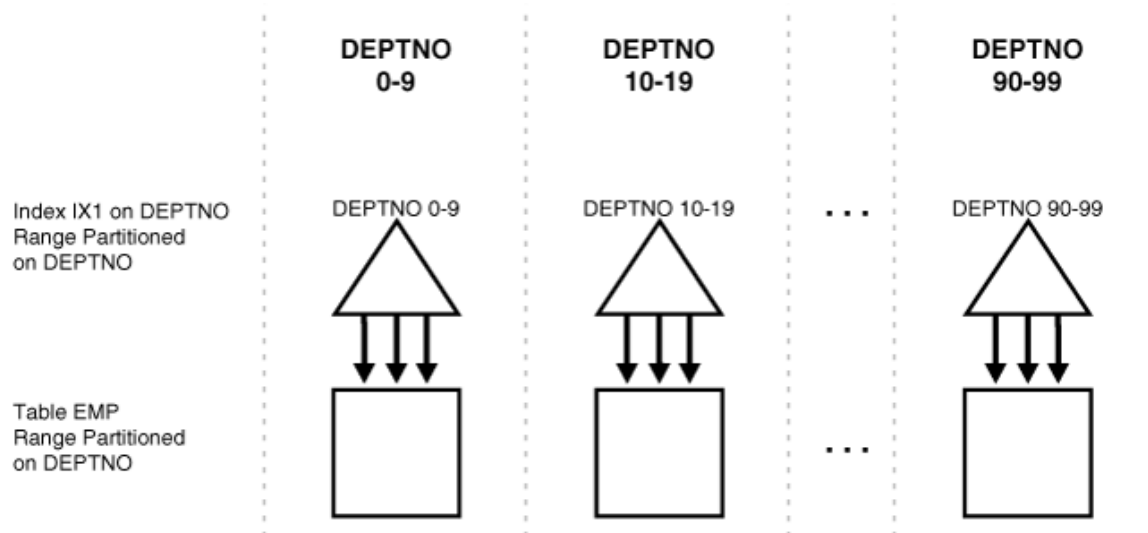 DEPTNO
0-9
DEPTNO
10-19
DEPTNO
90-99
Index IX1 on DEPTNO
Range Partitioned
on DEPTNO
DEPTNO 0-9
DEPTNO 10-19
...
DEPTNO 90-99
Table EMP
Range Partitioned
on DEPTNO
...